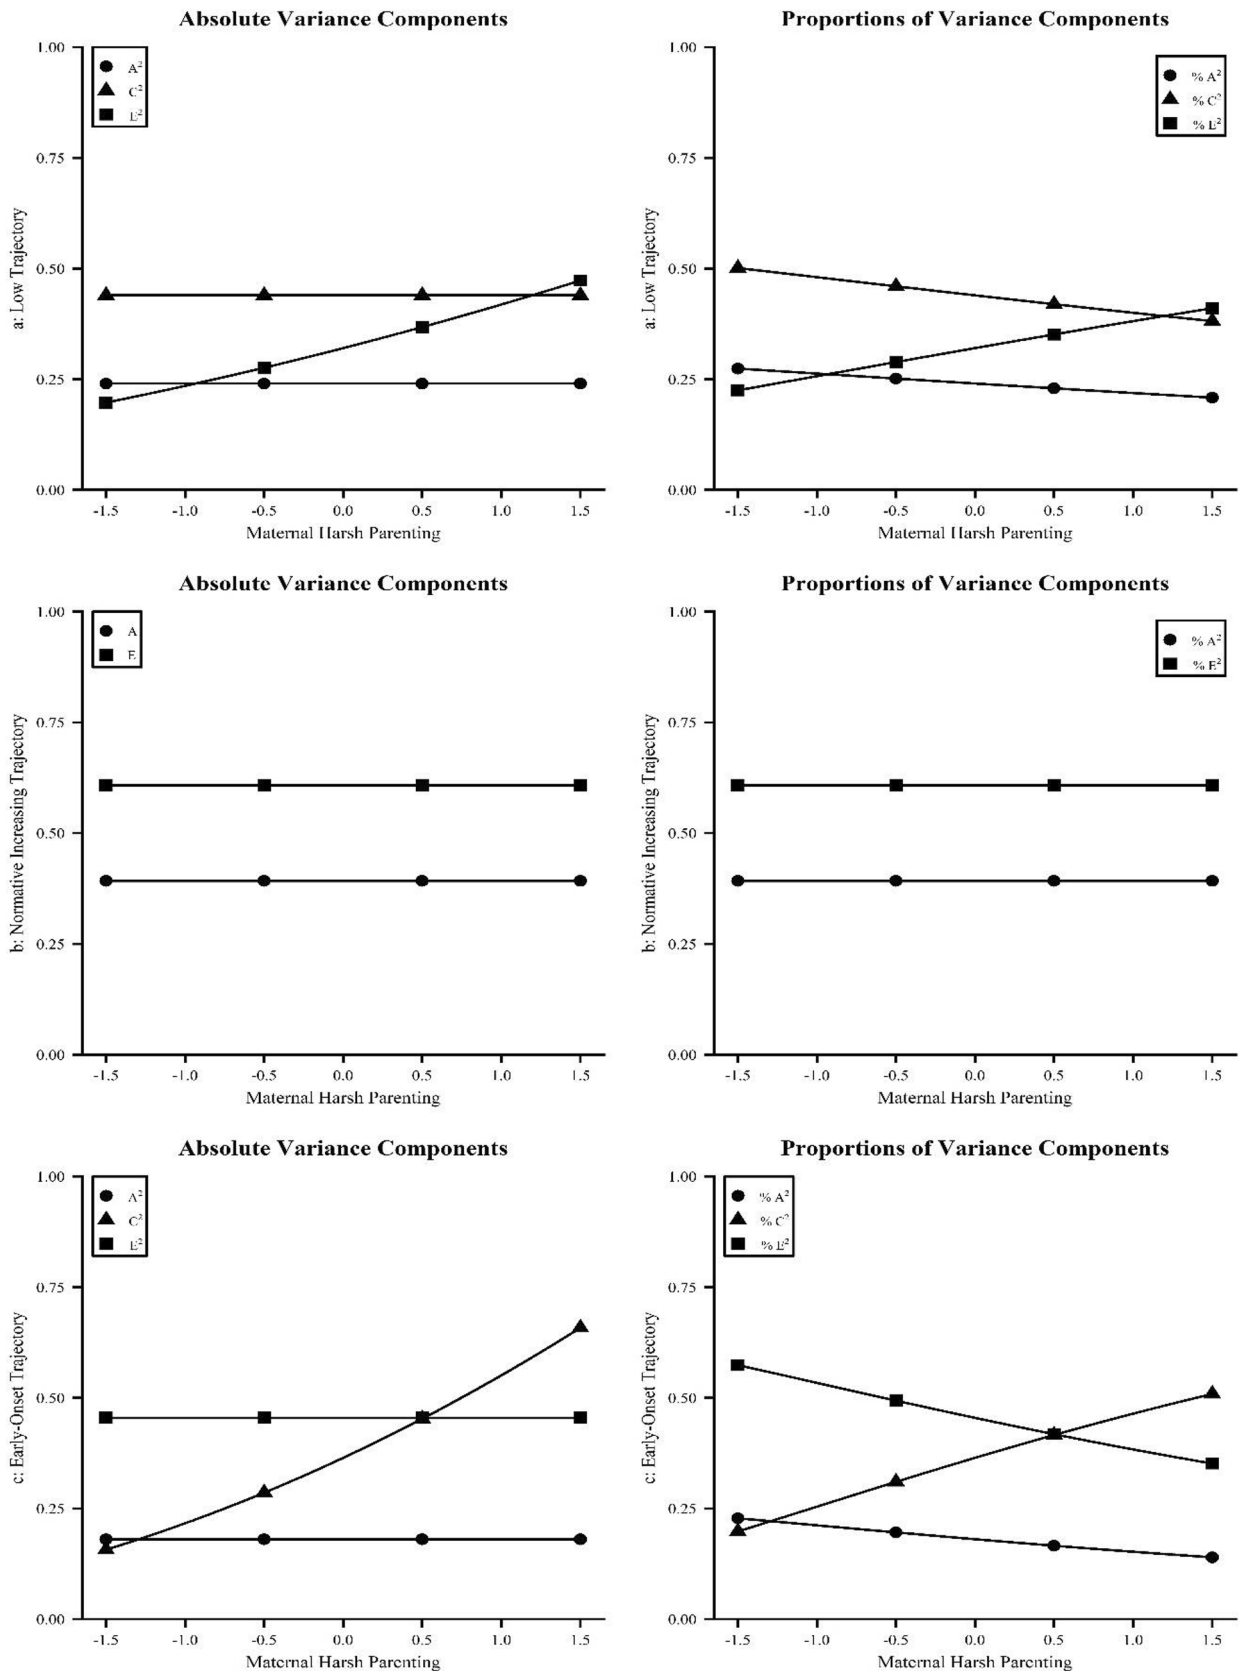 Absolute Variance Components
1.00
0.75
0.50
0.25
0.00
A²
C²
E²
a: Low Trajectory
-1.5 -1.0 -0.5 0.0 0.5 1.0 1.5
Maternal Harsh Parenting
Proportions of Variance Components
1.00
0.75
0.50
0.25
0.00
% A²
% C²
% E²
a: Low Trajectory
-1.5 -1.0 -0.5 0.0 0.5 1.0 1.5
Maternal Harsh Parenting
Absolute Variance Components
1.00
0.75
0.50
0.25
0.00
A
E
b: Normative Increasing Trajectory
-1.5 -1.0 -0.5 0.0 0.5 1.0 1.5
Maternal Harsh Parenting
Proportions of Variance Components
1.00
0.75
0.50
0.25
0.00
% A²
% E²
b: Normative Increasing Trajectory
-1.5 -1.0 -0.5 0.0 0.5 1.0 1.5
Maternal Harsh Parenting
Absolute Variance Components
1.00
0.75
0.50
0.25
0.00
A²
C²
E²
c: Early-Onset Trajectory
-1.5 -1.0 -0.5 0.0 0.5 1.0 1.5
Maternal Harsh Parenting
Proportions of Variance Components
1.00
0.75
0.50
0.25
0.00
% A²
% C²
% E²
c: Early-Onset Trajectory
-1.5 -1.0 -0.5 0.0 0.5 1.0 1.5
Maternal Harsh Parenting